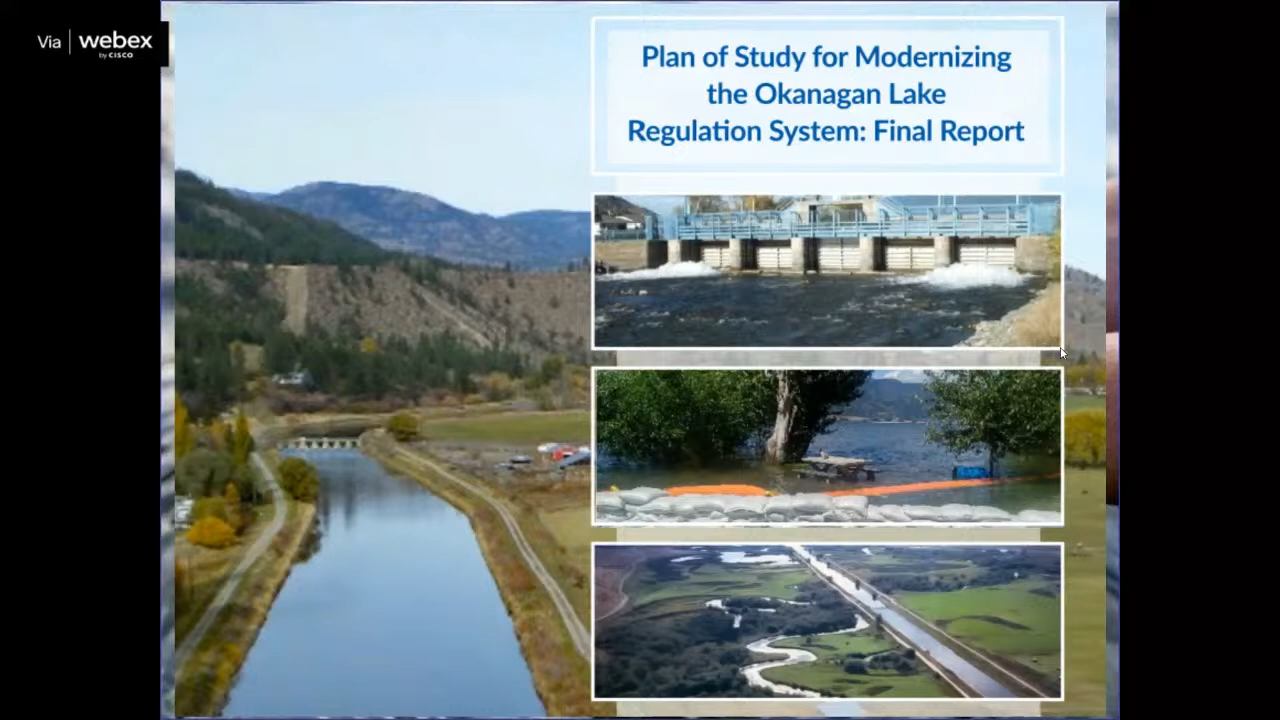 Via | webex
by CISCO
Plan of Study for Modernizing
the Okanagan Lake
Regulation System: Final Report